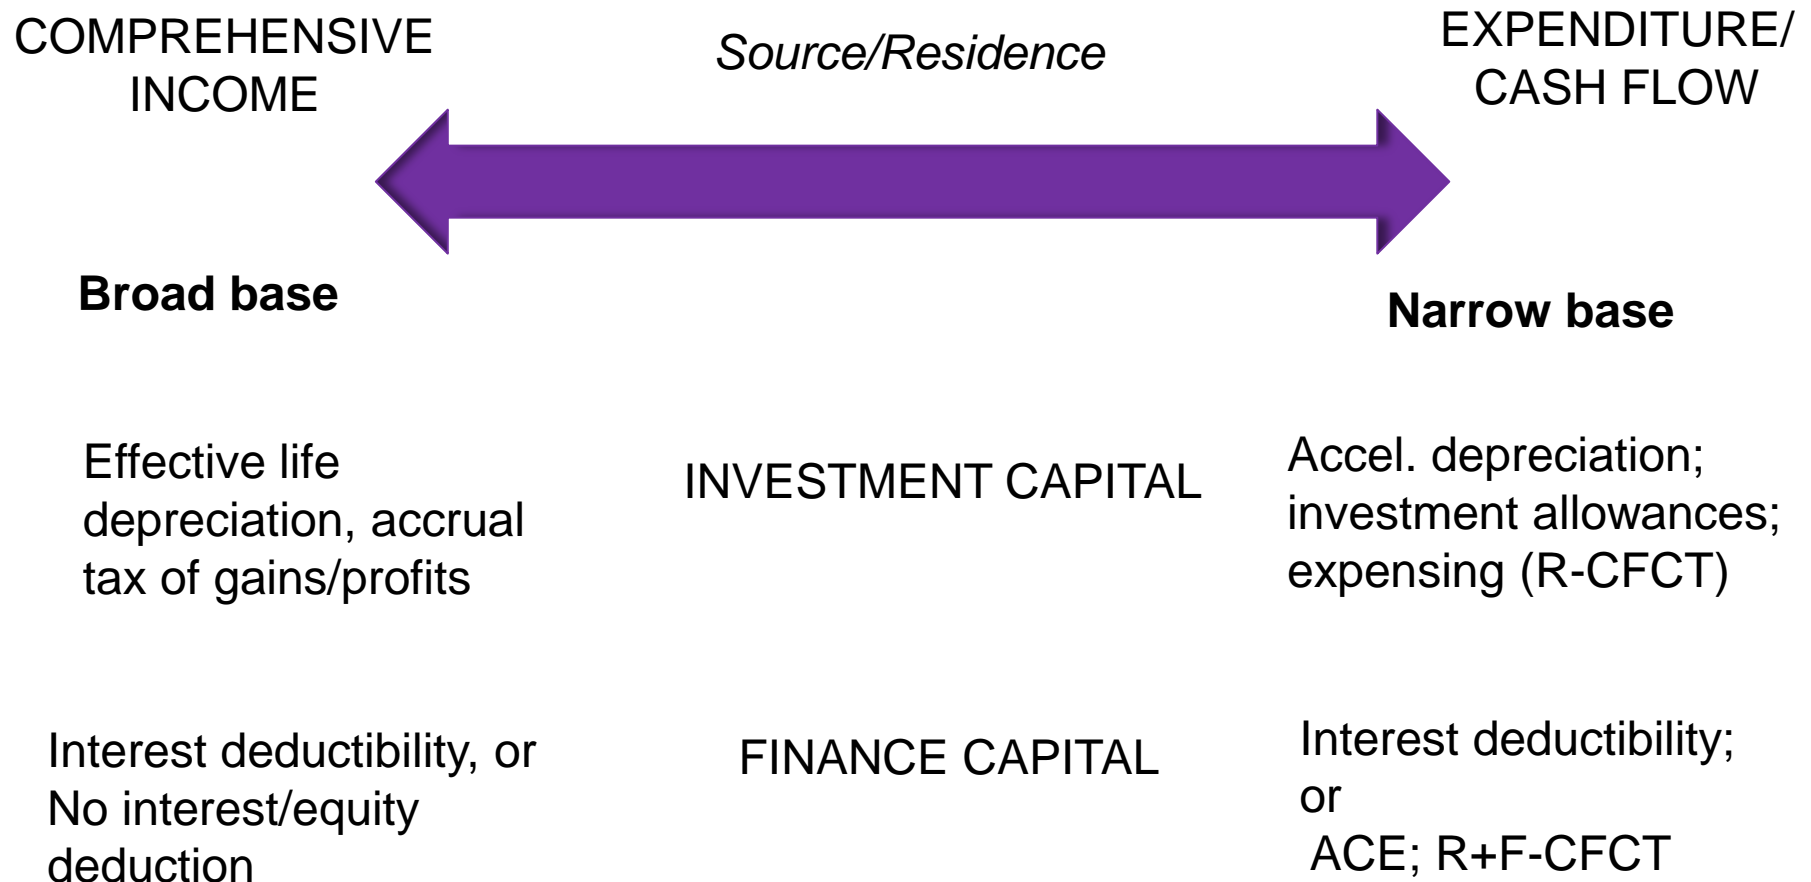 COMPREHENSIVE
INCOME
Source/Residence
EXPENDITURE/
CASH FLOW
Broad base
Narrow base
Effective life
depreciation, accrual
tax of gains/profits
INVESTMENT CAPITAL
Accel. depreciation;
investment allowances;
expensing (R-CFCT)
Interest deductibility, or
No interest/equity
deduction
FINANCE CAPITAL
Interest deductibility;
or
ACE; R+F-CFCT